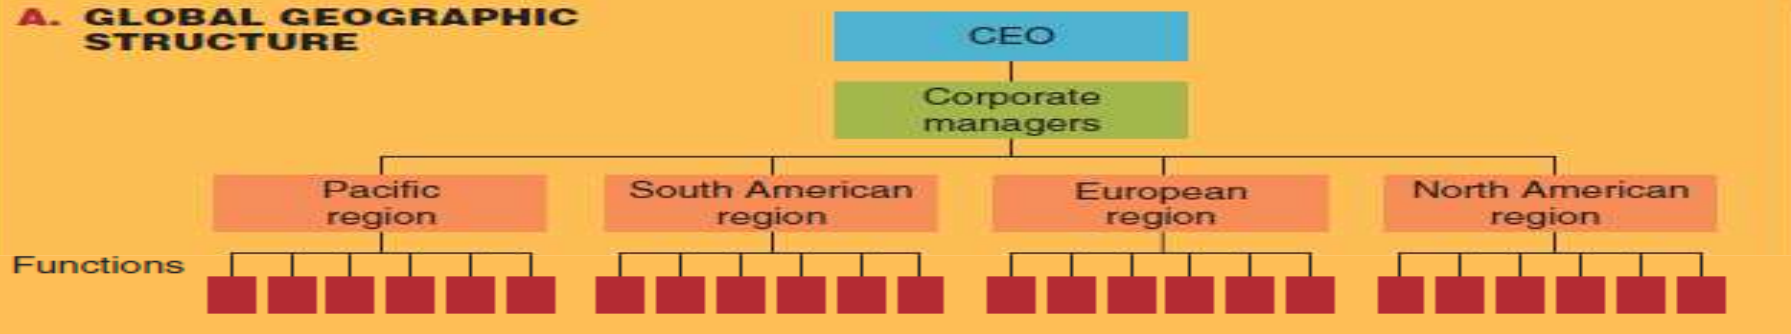 A. GLOBAL GEOGRAPHIC
STRUCTURE
CEO
Corporate
managers
Pacific
region
South American
region
European
region
North American
region
Functions